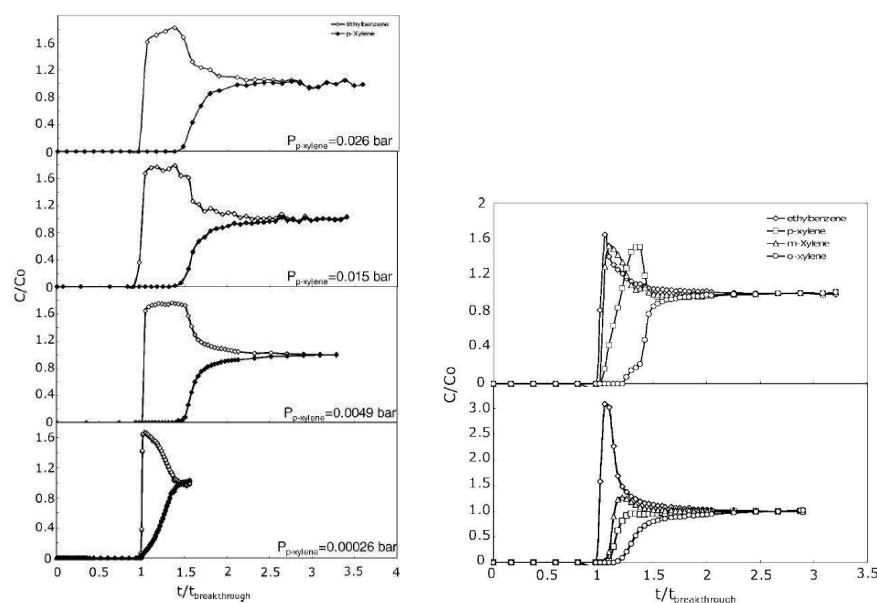 Ethylbenzene
p-Xylene
1.6
1.2
0.8
0.4
0
P p-xylene=0.026 bar
1.6
1.2
0.8
0.4
0
P p-xylene=0.015 bar
C/Co
1.6
1.2
0.8
0.4
0
P p-xylene=0.0049 bar
1.6
1.2
0.8
0.4
0
P p-xylene=0.00026 bar
0 0.5 1 1.5 2 2.5 3 3.5 4
t/tbreakthrough
2
1.6
1.2
0.8
0.4
0
ethylbenzene
p-xylene
m-Xylene
o-xylene
C/Co
3.0
2.5
2.0
1.5
1.0
0.5
0.0
0 0.5 1 1.5 2 2.5 3 3.5
t/tbreakthrough